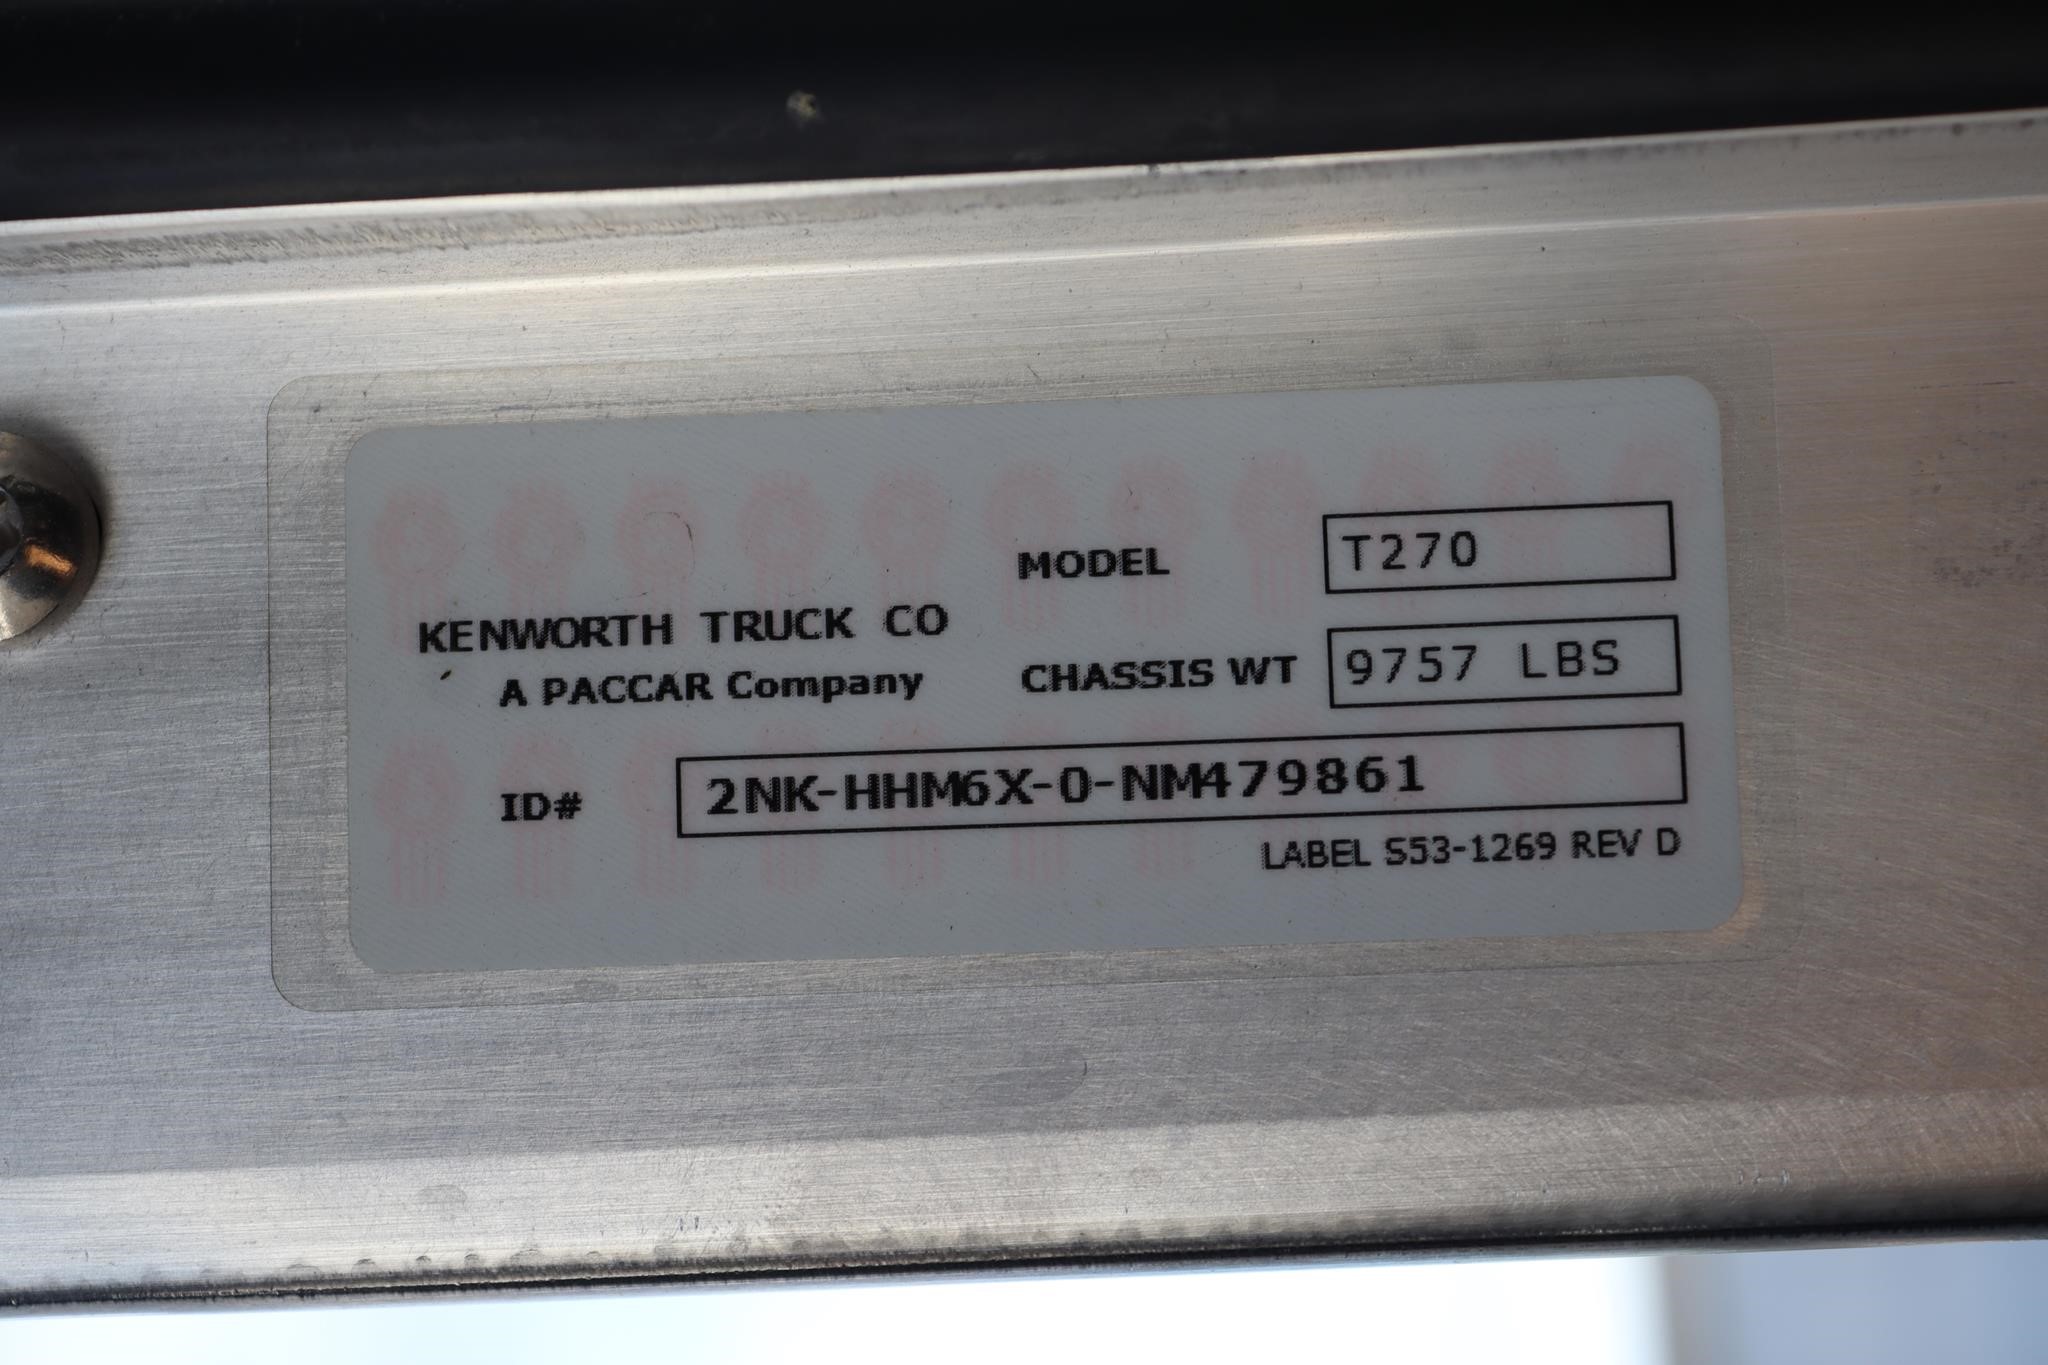 MODEL T270
KENWORTH TRUCK CO
A PACCAR Company
CHASSIS WT 9757 LBS
ID# 2NK-HHM6X-0-NM479861
LABEL S53-1269 REV D